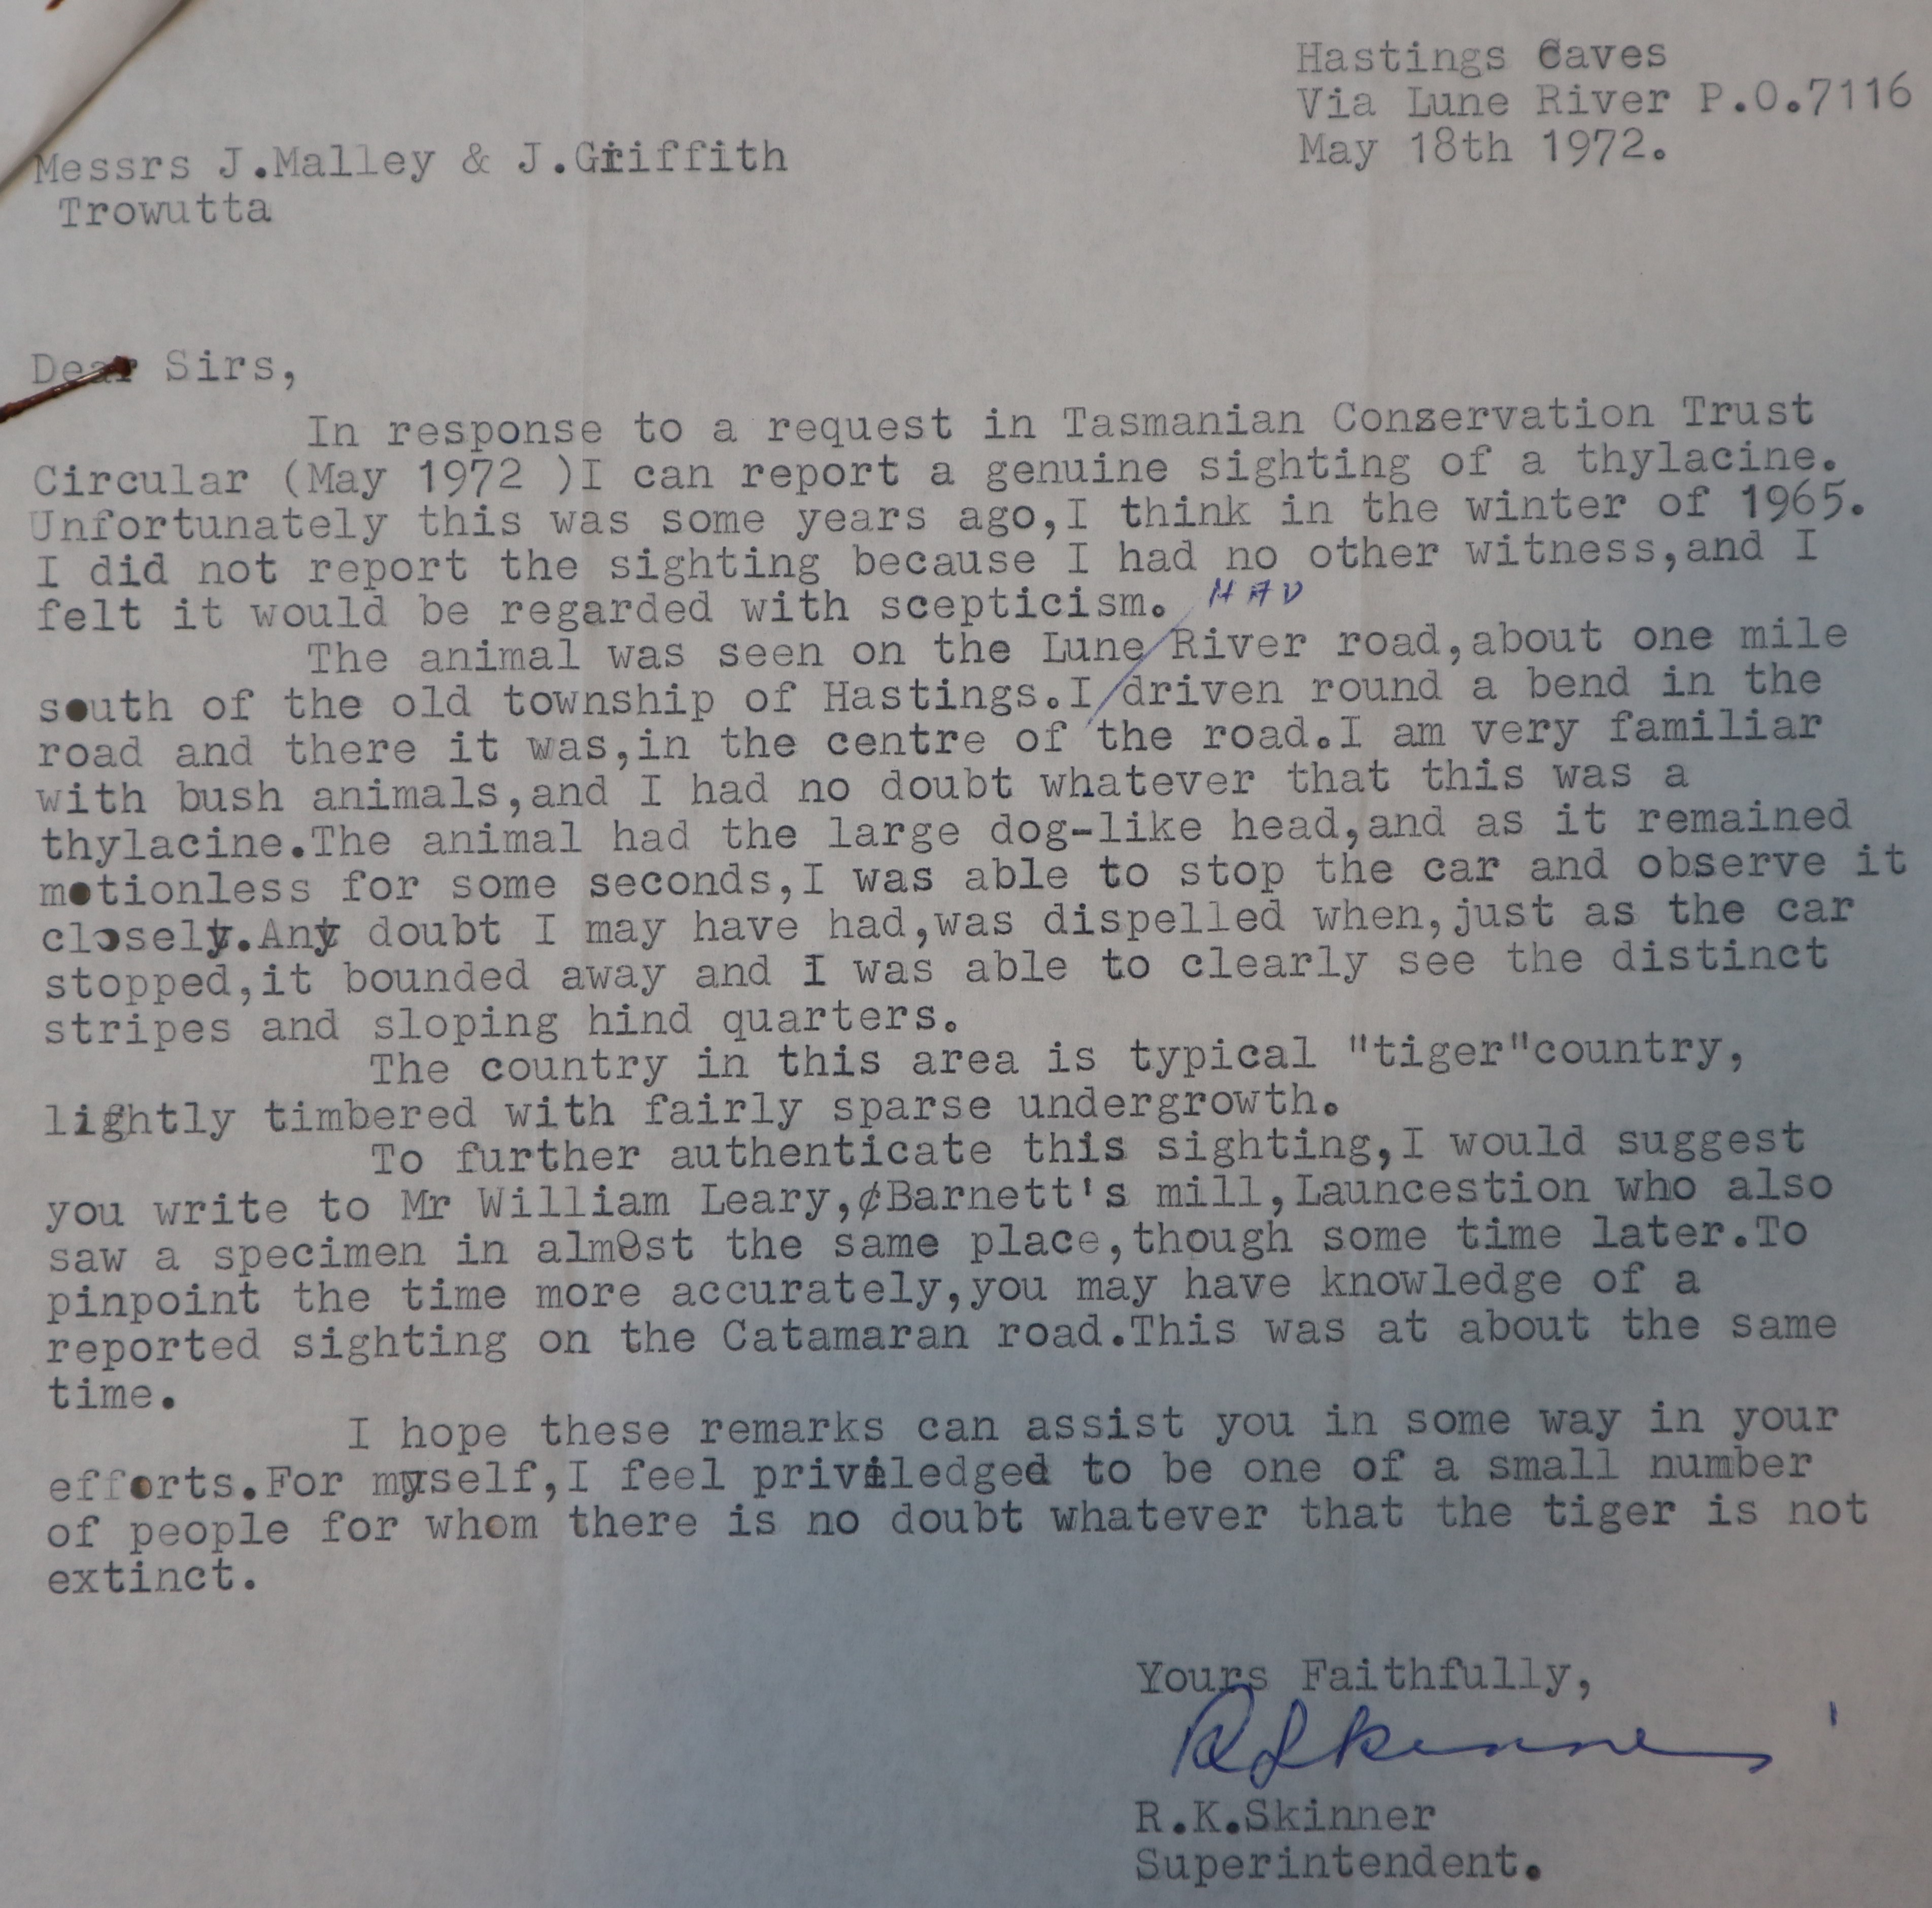 Hastings Caves
Via Lune River P.O.7116
May 18th 1972.
Messrs J.Malley & J.Griffith
Trowutta
Dear Sirs,
In response to a request in Tasmanian Conservation Trust
Circular (May 1972 )I can report a genuine sighting of a thylacine.
Unfortunately this was some years ago,I think in the winter of 1965.
I did not report the sighting because I had no other witness,and I
felt it would be regarded with scepticism.
HAD
The animal was seen on the Lune River road,about one mile
south of the old township of Hastings.I/driven round a bend in the
road and there it was,in the centre of the road.I am very familiar
with bush animals,and I had no doubt whatever that this was a
thylacine.The animal had the large dog-like head,and as it remained
motionless for some seconds,I was able to stop the car and observe it
closely.Any doubt I may have had,was dispelled when,just as the car
stopped,it bounded away and I was able to clearly see the distinct
stripes and sloping hind quarters.
The country in this area is typical "tiger"country,
lightly timbered with fairly sparse undergrowth.
To further authenticate this sighting,I would suggest
you write to Mr William Leary,¢Barnett's mill,Launcestion who also
saw a specimen in almost the same place,though some time later.To
pinpoint the time more accurately,you may have knowledge of a
reported sighting on the Catamaran road.This was at about the same
time.
I hope these remarks can assist you in some way in your
efforts.For myself,I feel priviledged to be one of a small number
of people for whom there is no doubt whatever that the tiger is not
extinct.
Yours Faithfully,
RKSkinner
R.K.Skinner
Superintendent.